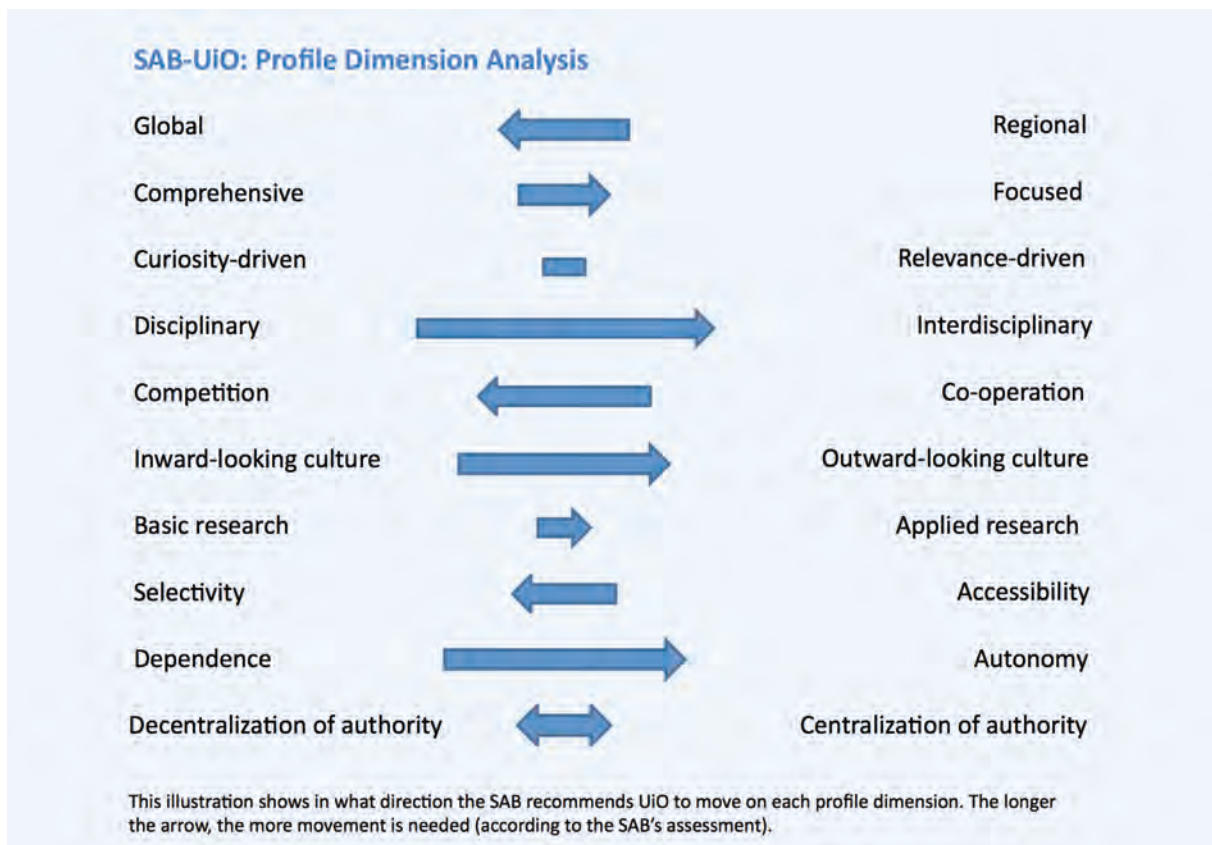 SAB-UiO: Profile Dimension Analysis
Global Regional
Comprehensive Focused
Curiosity-driven Relevance-driven
Disciplinary Interdisciplinary
Competition Co-operation
Inward-looking culture Outward-looking culture
Basic research Applied research
Selectivity Accessibility
Dependence Autonomy
Decentralization of authority Centralization of authority
This illustration shows in what direction the SAB recommends UiO to move on each profile dimension. The longer
the arrow, the more movement is needed (according to the SAB's assessment).